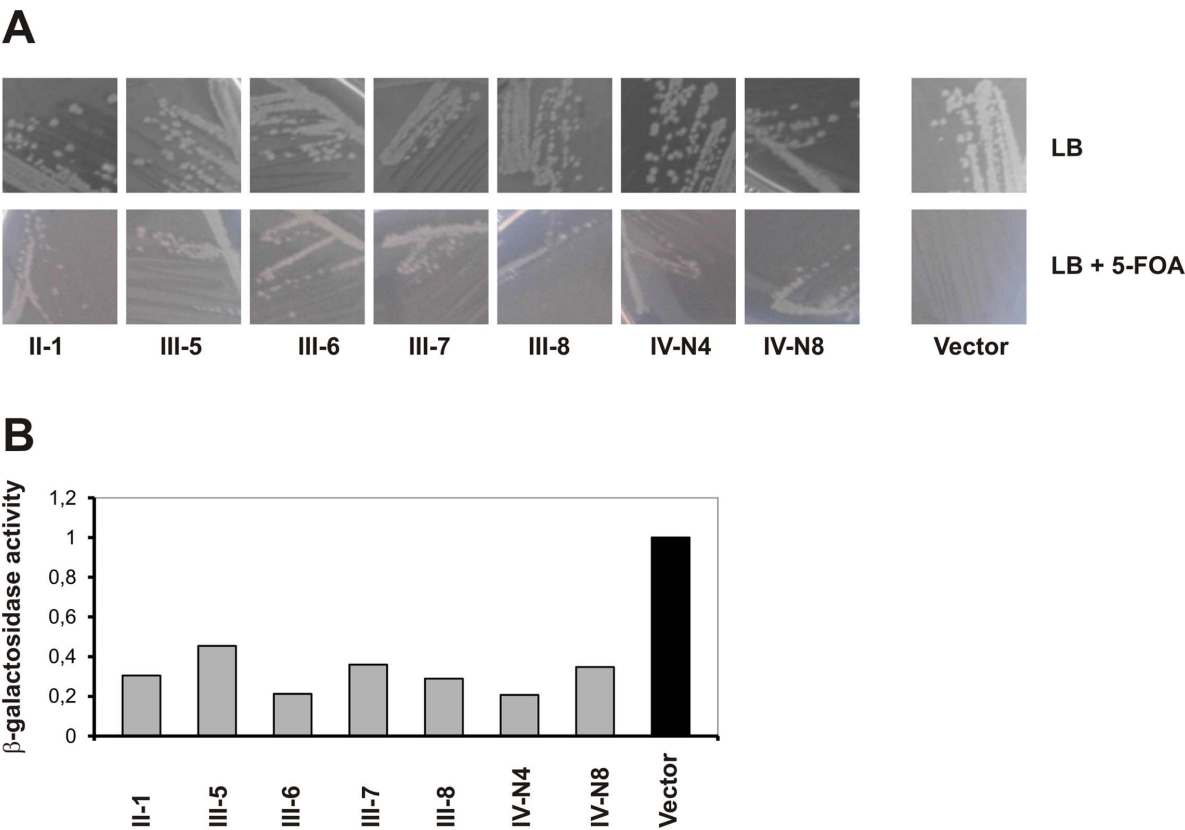 A
LB
LB + 5-FOA
II-1 III-5 III-6 III-7 III-8 IV-N4 IV-N8 Vector
B
β-galactosidase activity
1,2
1
0,8
0,6
0,4
0,2
0
II-1 III-5 III-6 III-7 III-8 IV-N4 IV-N8 Vector